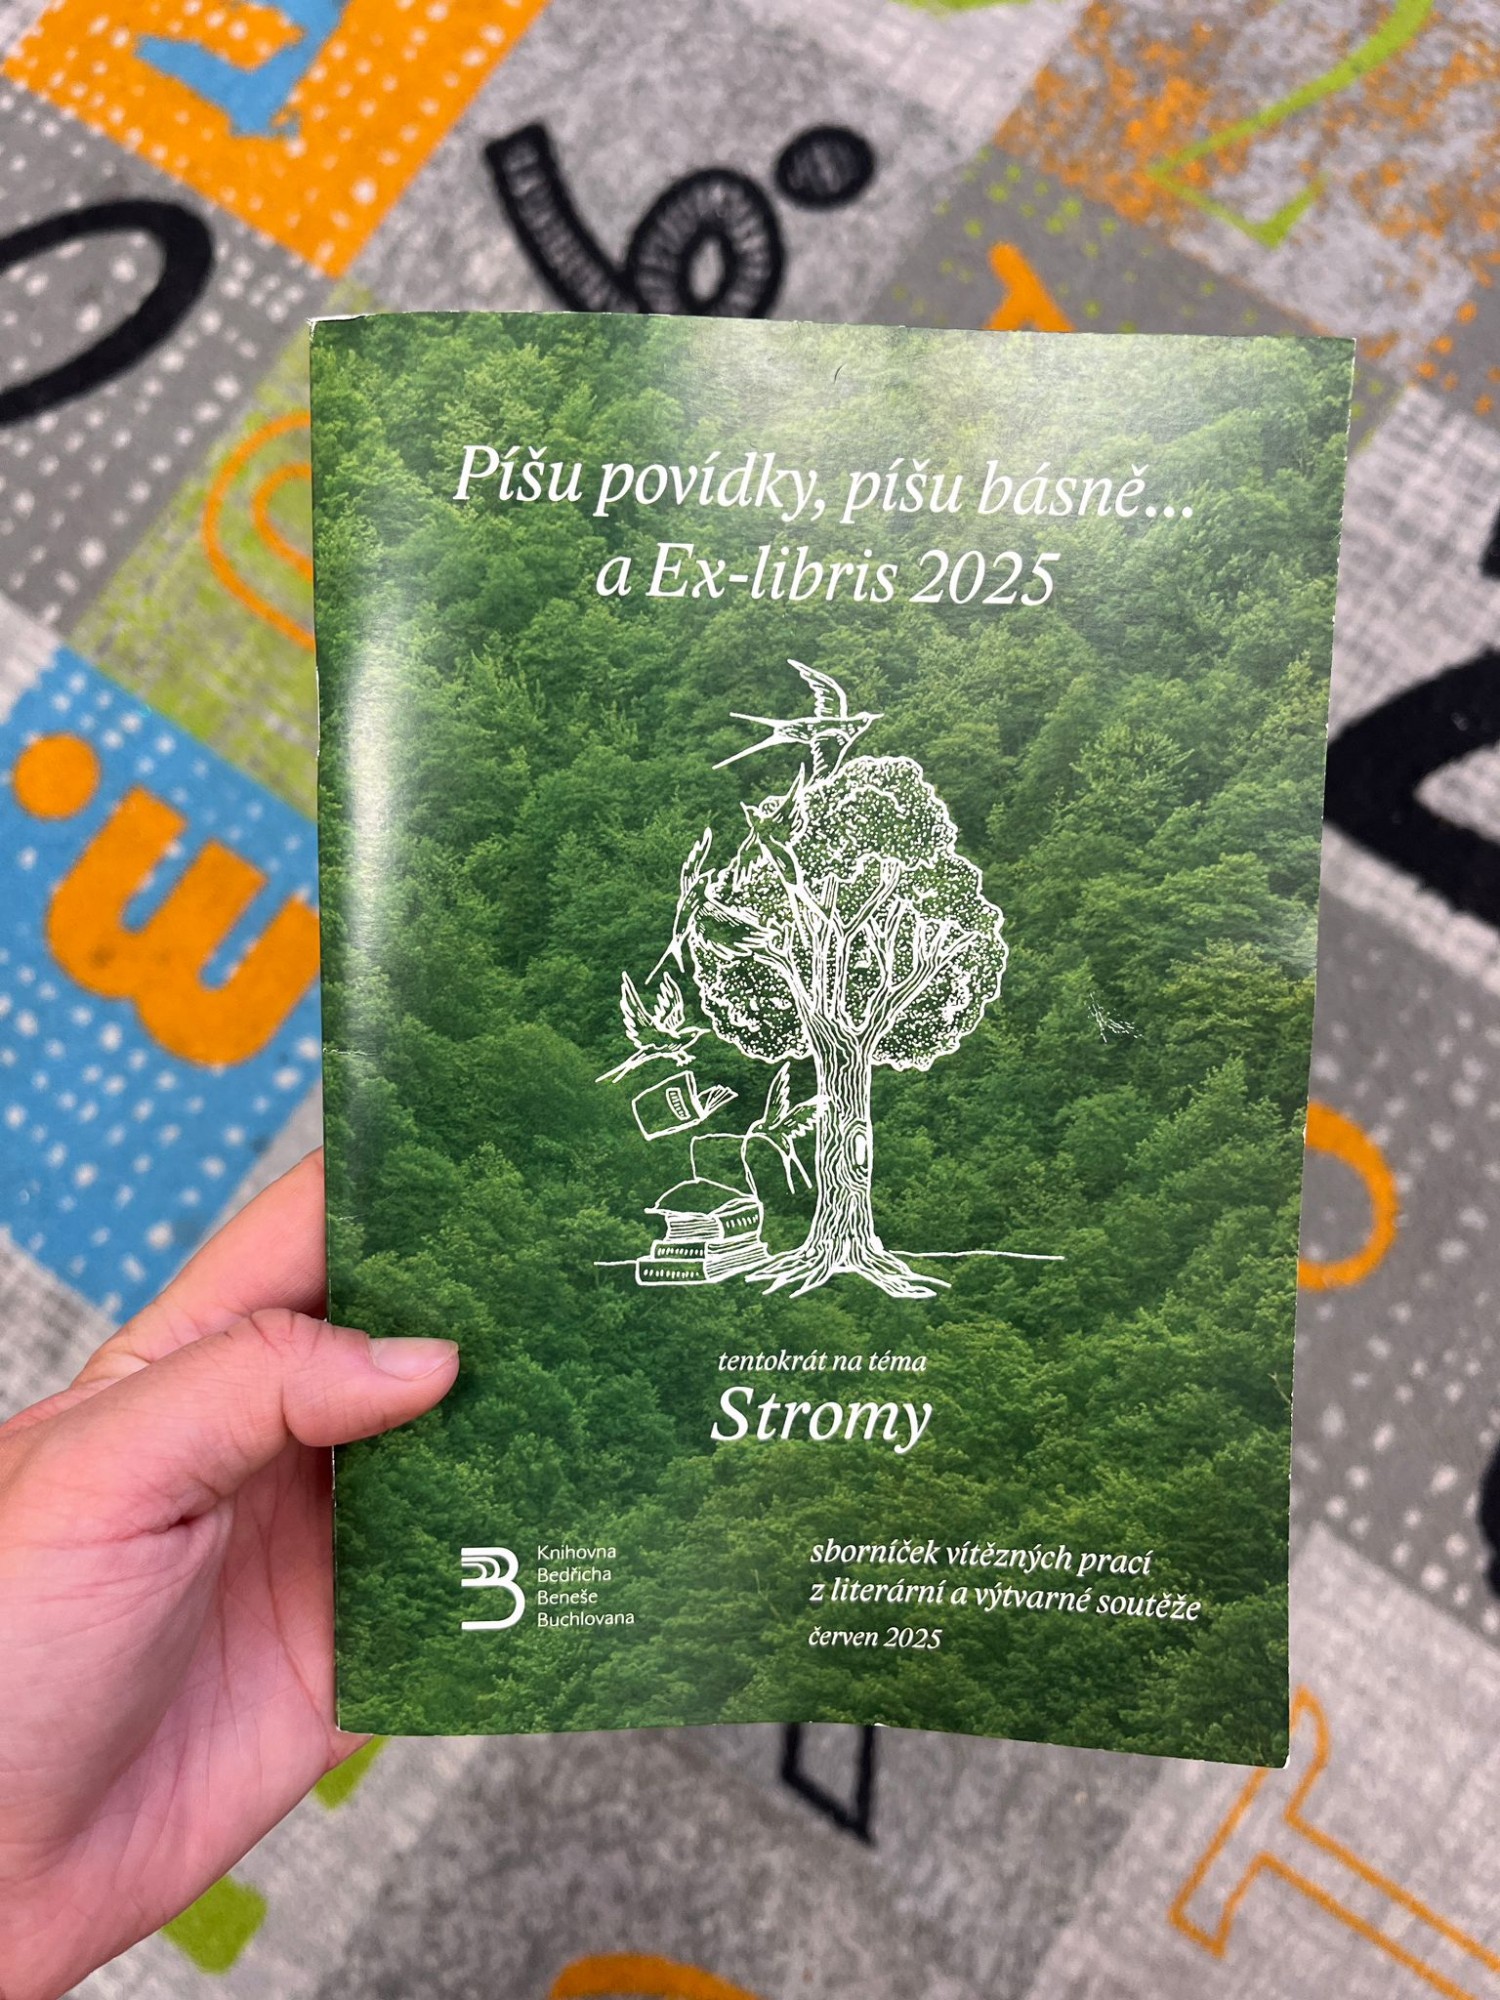 Píšu povídky, píšu básně...
a Ex-libris 2025
tentokrát na téma
Stromy
Knihovna
Bedřicha
Beneše
Buchlovana
sborníček vítězných prací
z literární a výtvarné soutěže
červen 2025